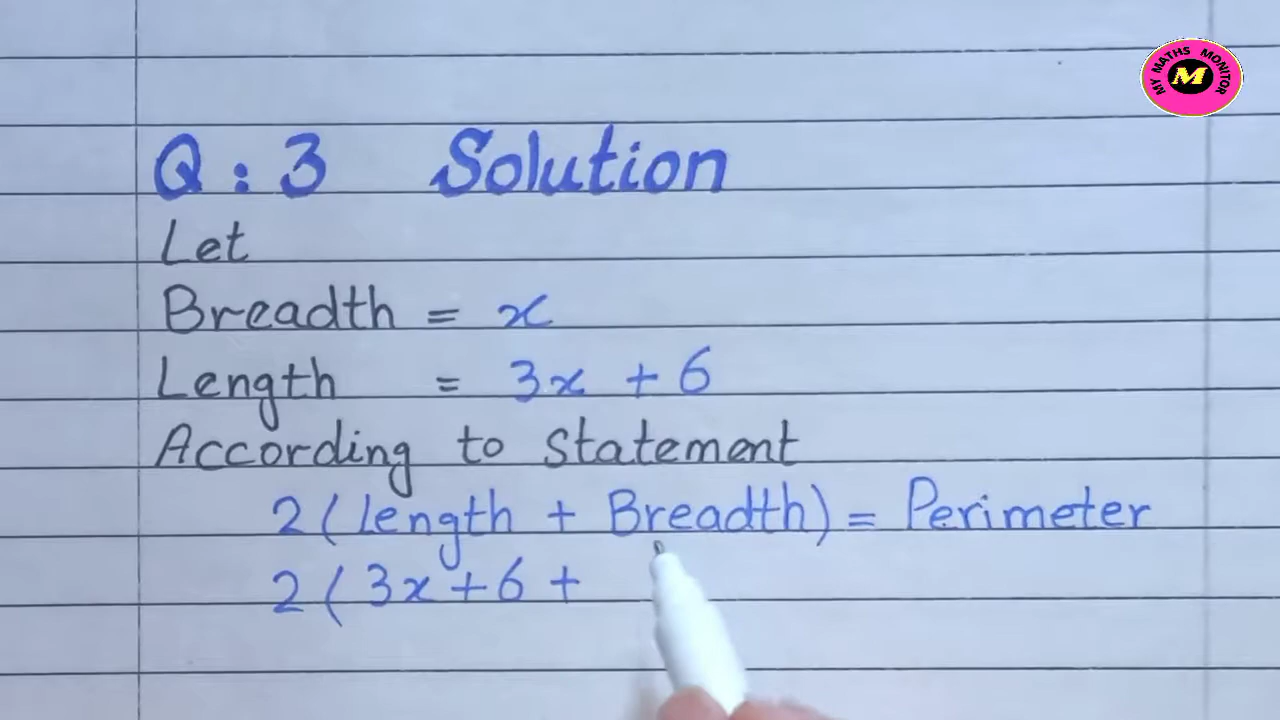 MY MATHS MONITOR
M
Q : 3 Solution
Let
Breadth = x
Length = 3x + 6
According to statement
2 ( length + Breadth ) = Perimeter
2 ( 3x + 6 +